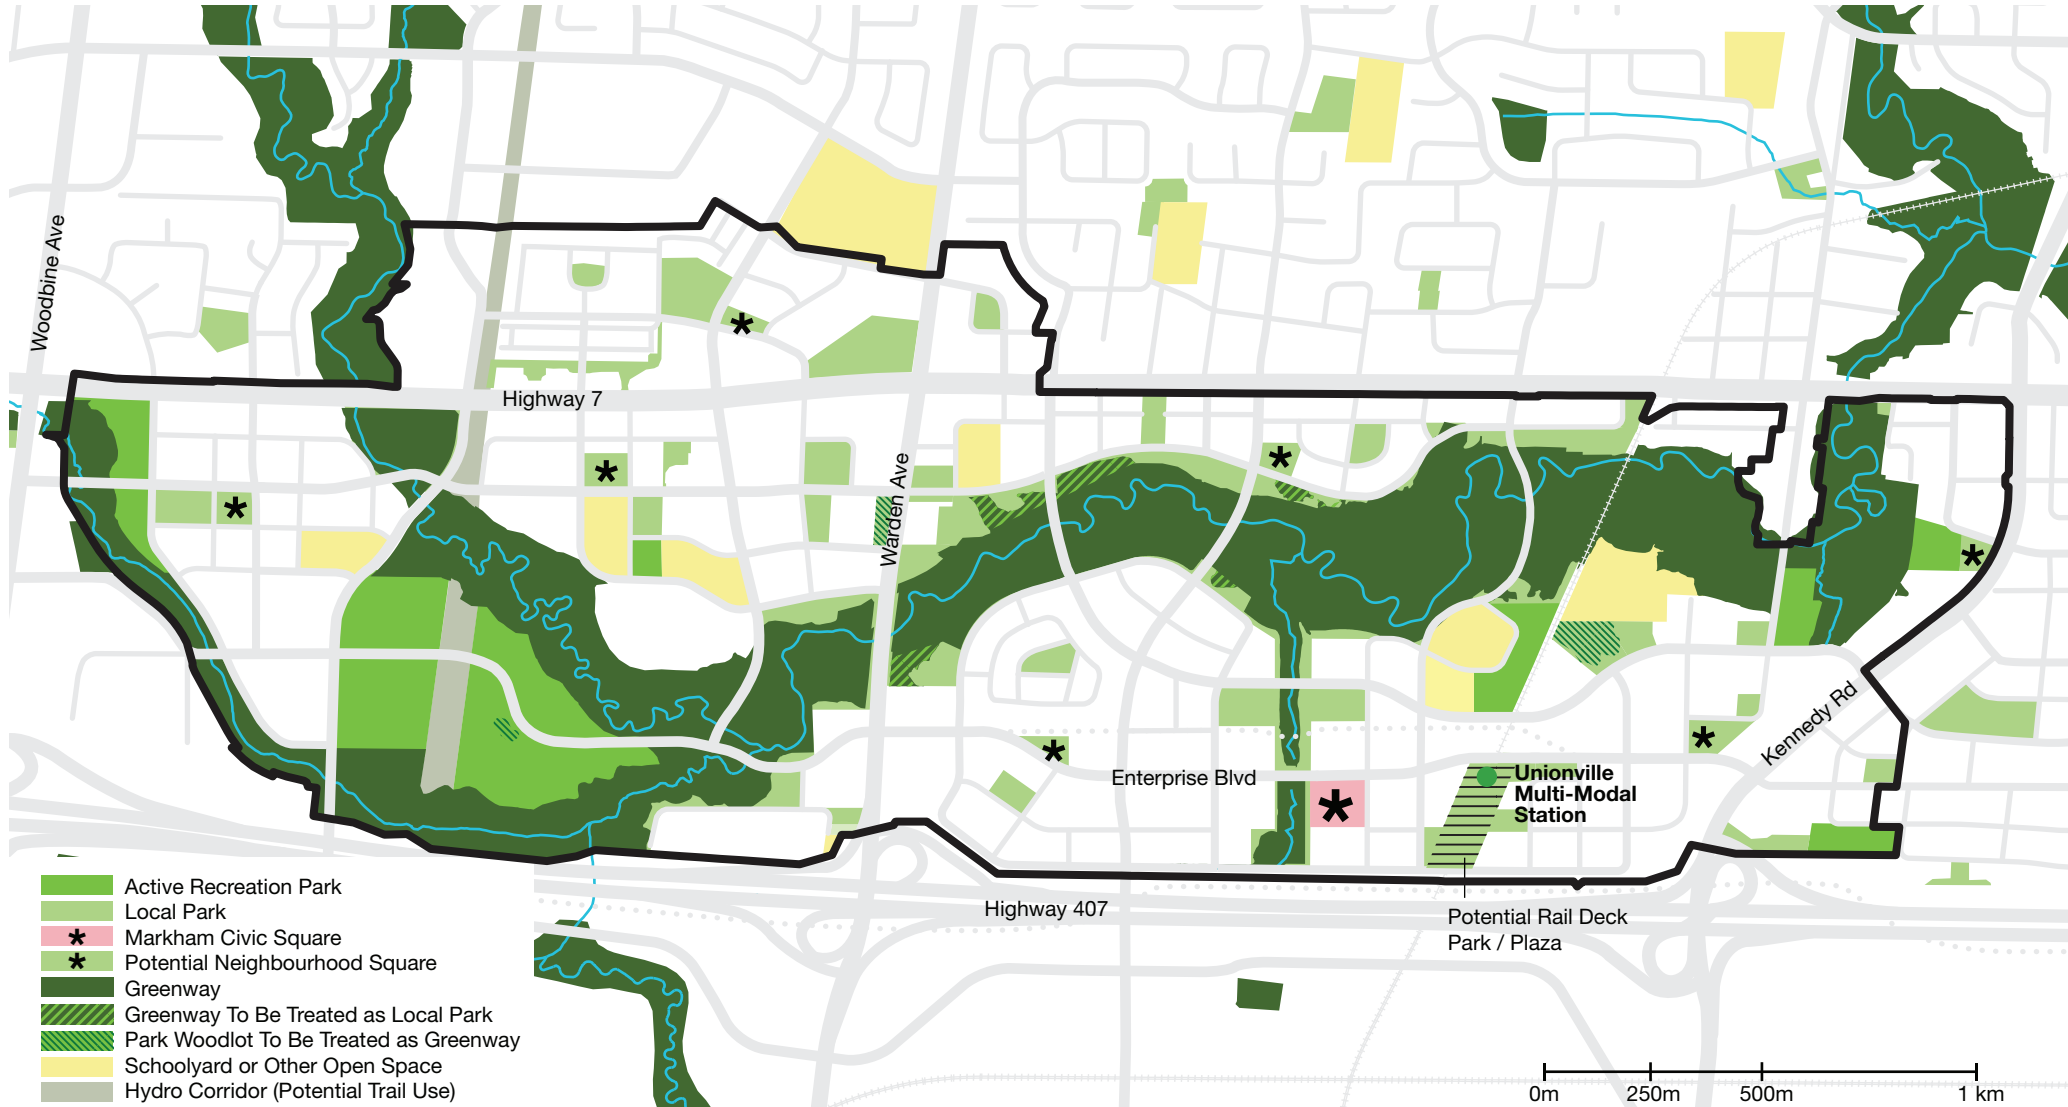 Woodbine Ave
Highway 7
Warden Ave
Kennedy Rd
Enterprise Blvd
Unionville
Multi-Modal
Station
Highway 407
Potential Rail Deck
Park / Plaza
Active Recreation Park
Local Park
* Markham Civic Square
* Potential Neighbourhood Square
Greenway
Greenway To Be Treated as Local Park
Park Woodlot To Be Treated as Greenway
Schoolyard or Other Open Space
Hydro Corridor (Potential Trail Use)
0m 250m 500m 1 km